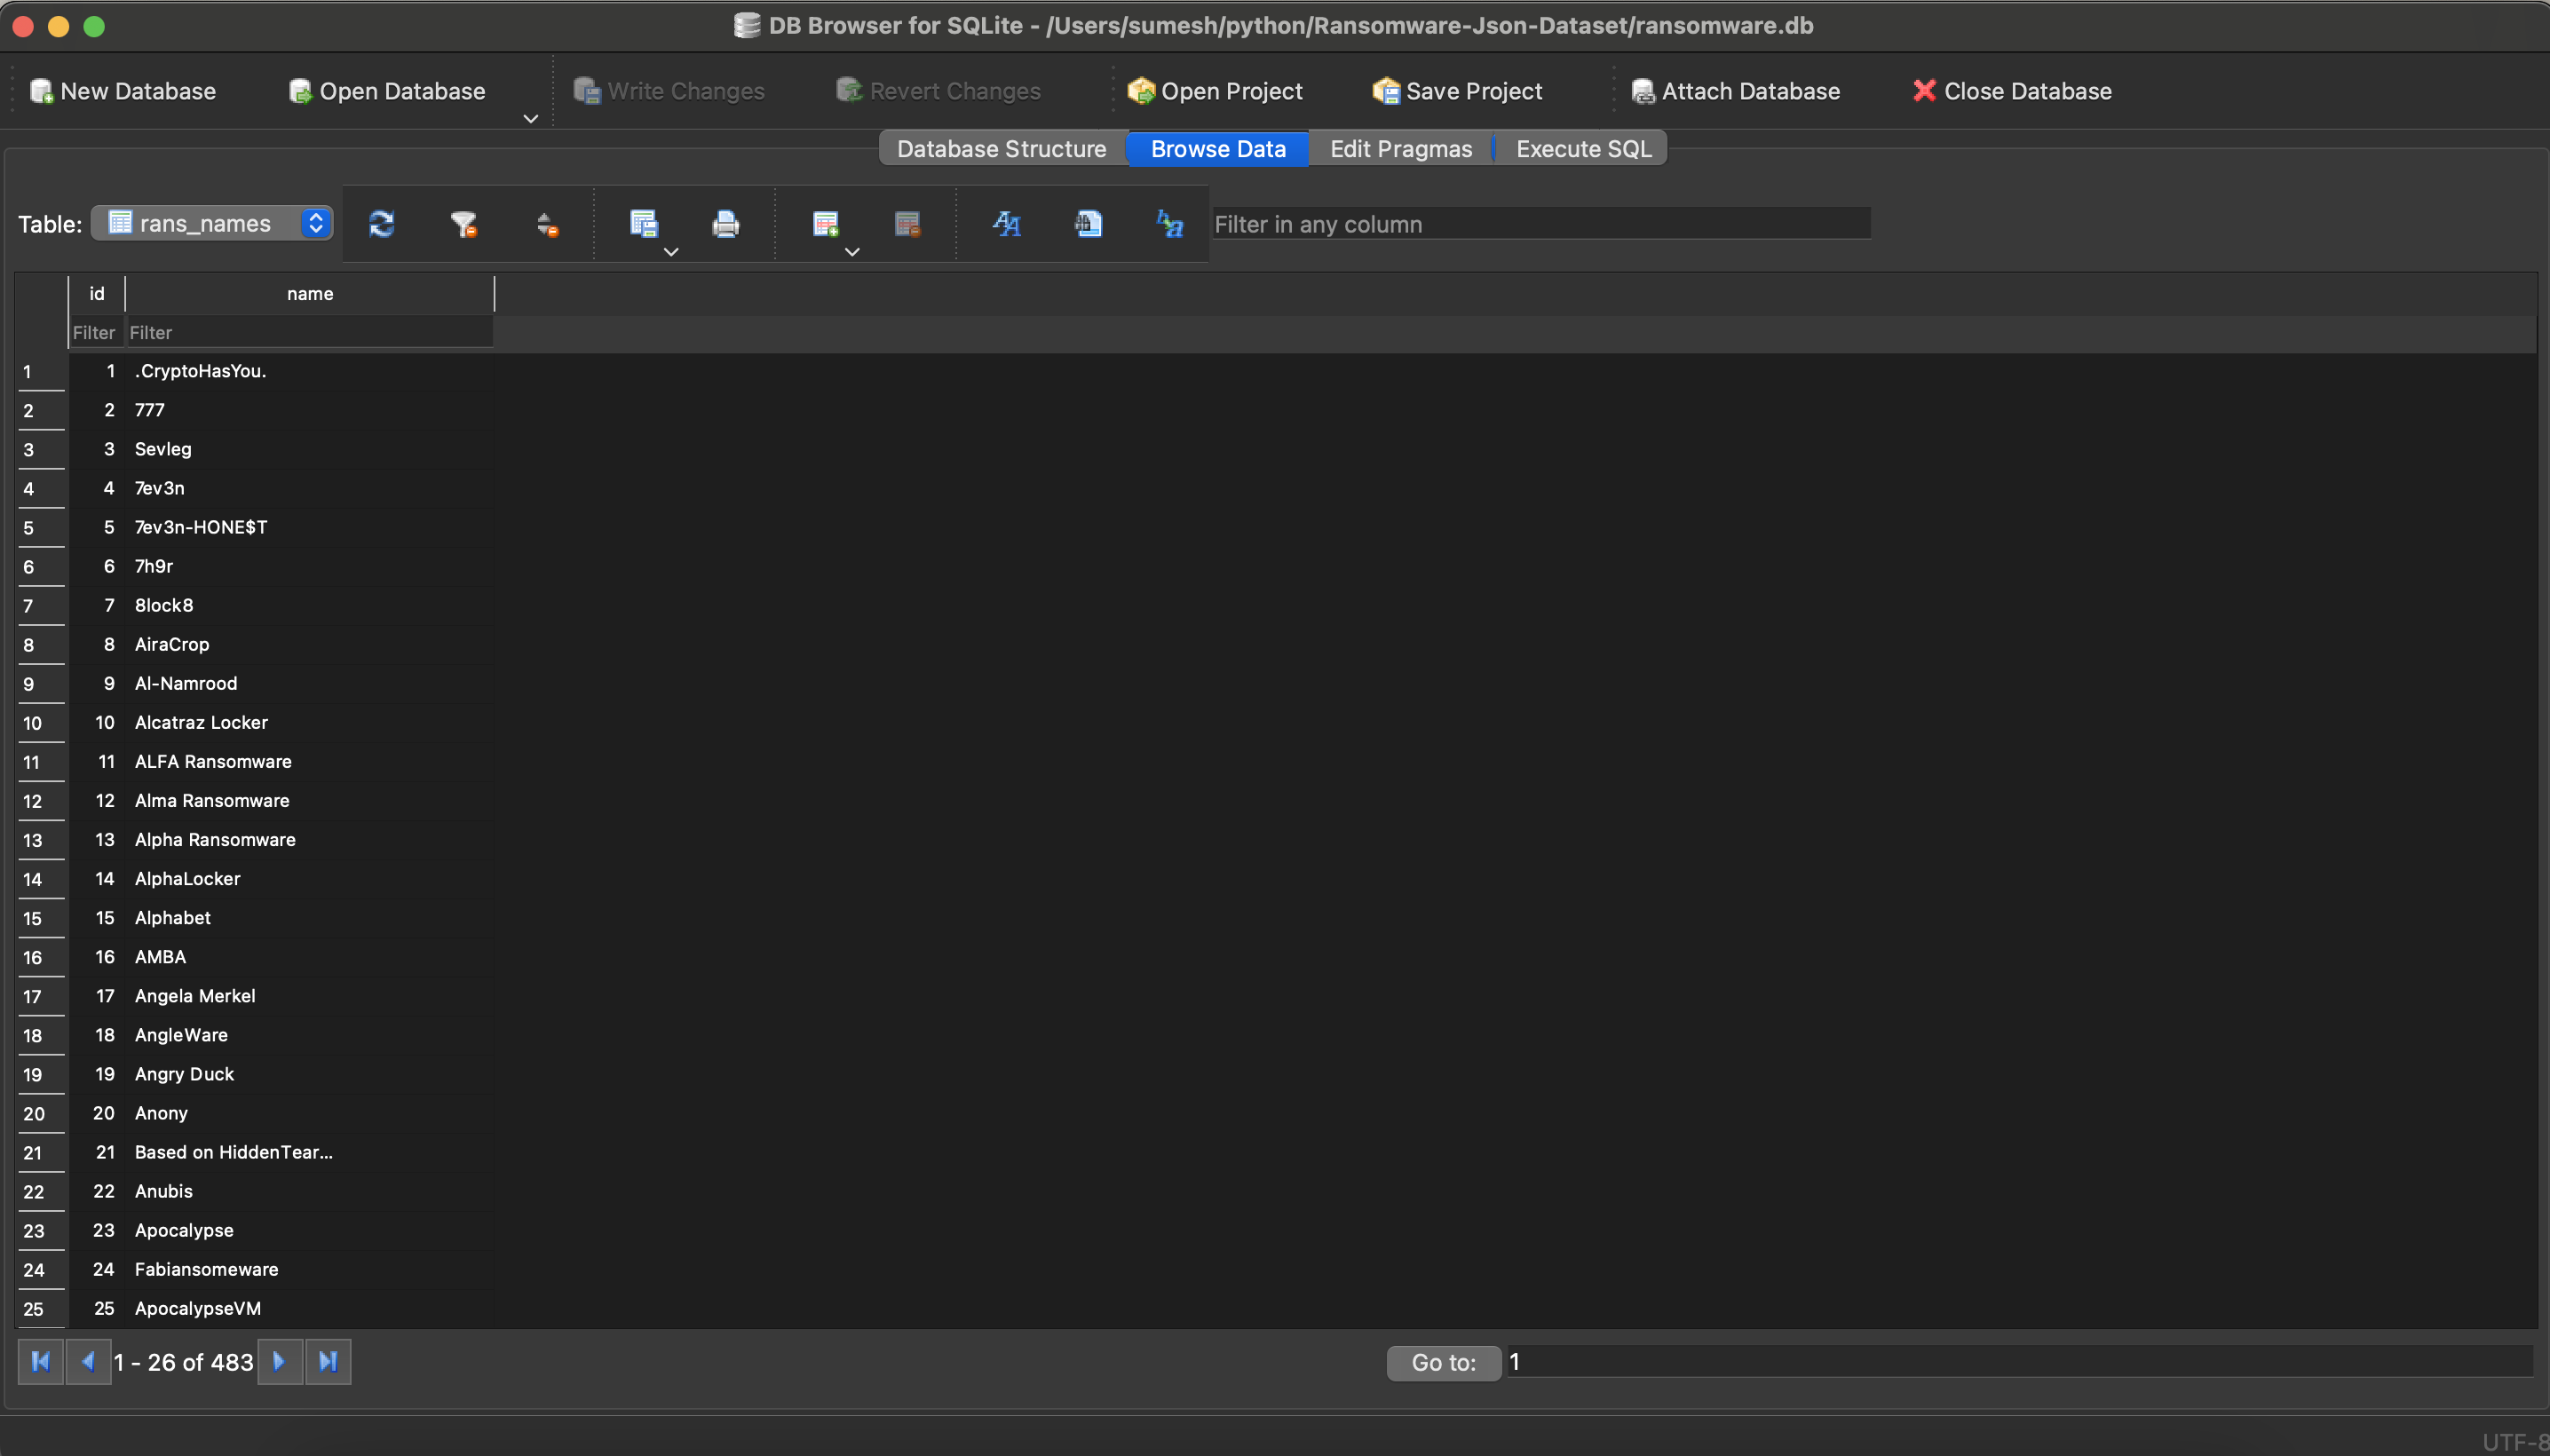 DB Browser for SQLite - /Users/sumesh/python/Ransomware-Json-Dataset/ransomware.db
New Database Open Database Write Changes Revert Changes Open Project Save Project Attach Database Close Database
Database Structure Browse Data Edit Pragmas Execute SQL
Table: rans_names Filter in any column
id name
Filter Filter
1 1 .CryptoHasYou.
2 2 777
3 3 Sevleg
4 4 7ev3n
5 5 7ev3n-HONE$T
6 6 7h9r
7 7 8lock8
8 8 AiraCrop
9 9 Al-Namrood
10 10 Alcatraz Locker
11 11 ALFA Ransomware
12 12 Alma Ransomware
13 13 Alpha Ransomware
14 14 AlphaLocker
15 15 Alphabet
16 16 AMBA
17 17 Angela Merkel
18 18 AngleWare
19 19 Angry Duck
20 20 Anony
21 21 Based on HiddenTear...
22 22 Anubis
23 23 Apocalypse
24 24 Fabiansomeware
25 25 ApocalypseVM
1 - 26 of 483 Go to: 1
UTF-8